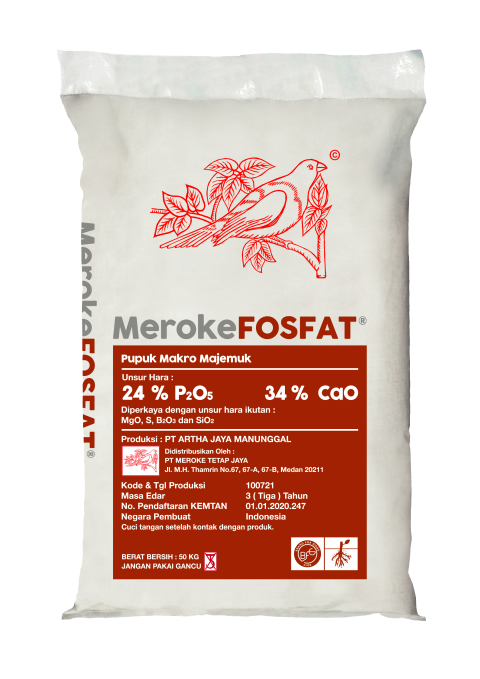 ©
MerokeFOSFAT®
MerokeFOSFAT®
Pupuk Makro Majemuk
Unsur Hara :
24 % P2O5 34 % CaO
Diperkaya dengan unsur hara ikutan :
MgO, S, B2O3 dan SiO2
Produksi : PT ARTHA JAYA MANUNGGAL
Didistribusikan Oleh :
PT MEROKE TETAP JAYA
Jl. M.H. Thamrin No.67, 67-A, 67-B, Medan 20211
Kode & Tgl Produksi 100721
Masa Edar 3 ( Tiga ) Tahun
No. Pendaftaran KEMTAN 01.01.2020.247
Negara Pembuat Indonesia
Cuci tangan setelah kontak dengan produk.
BERAT BERSIH : 50 KG
JANGAN PAKAI GANCU